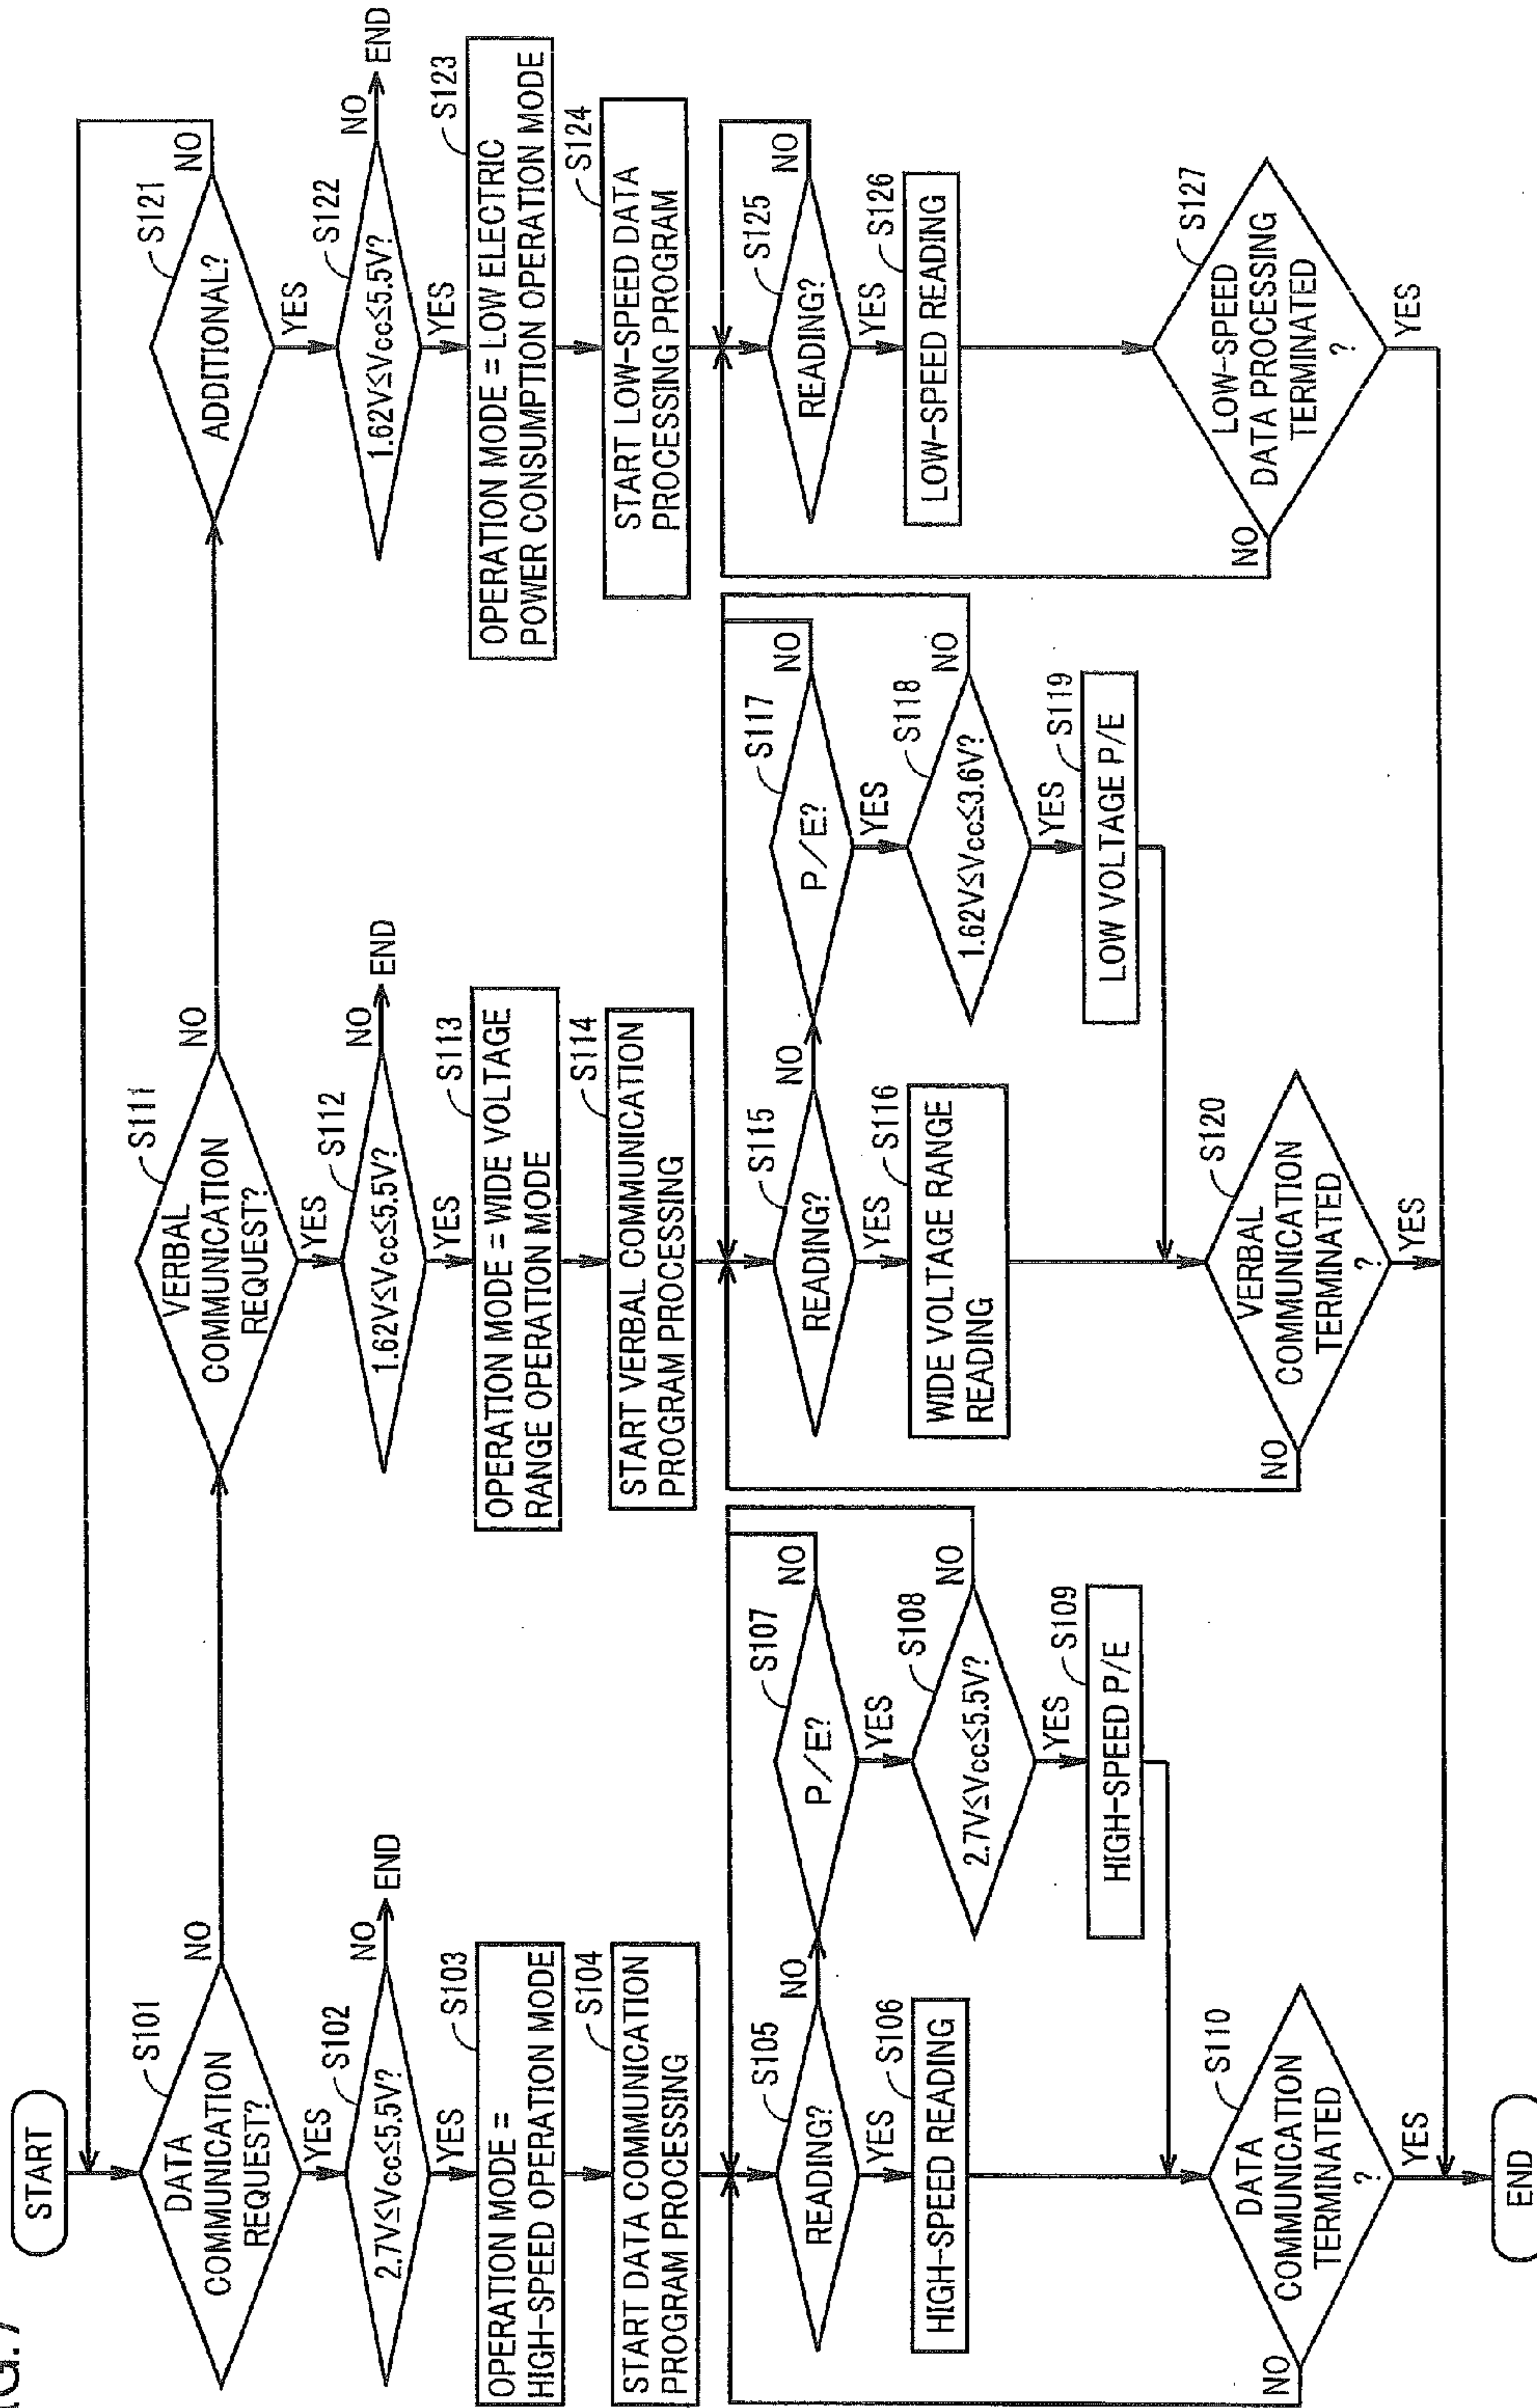 FIG. 7
START
DATA
COMMUNICATION
REQUEST?
S101
NO
YES
2.7V≤Vcc≤5.5V?
S102
NO
END
YES
OPERATION MODE =
HIGH-SPEED OPERATION MODE
S103
START DATA COMMUNICATION
PROGRAM PROCESSING
S104
READING?
S105
NO
YES
HIGH-SPEED READING
S106
P/E?
S107
NO
YES
2.7V≤Vcc≤5.5V?
S108
NO
YES
HIGH-SPEED P/E
S109
DATA
COMMUNICATION
TERMINATED
?
S110
NO
YES
END
VERBAL
COMMUNICATION
REQUEST?
S111
NO
YES
1.62V≤Vcc≤5.5V?
S112
NO
END
YES
OPERATION MODE = WIDE VOLTAGE
RANGE OPERATION MODE
S113
START VERBAL COMMUNICATION
PROGRAM PROCESSING
S114
READING?
S115
NO
YES
WIDE VOLTAGE RANGE
READING
S116
P/E?
S117
NO
YES
1.62V≤Vcc≤3.6V?
S118
NO
YES
LOW VOLTAGE P/E
S119
VERBAL
COMMUNICATION
TERMINATED
?
S120
NO
YES
ADDITIONAL?
S121
NO
YES
1.62V≤Vcc≤5.5V?
S122
NO
END
YES
OPERATION MODE = LOW ELECTRIC
POWER CONSUMPTION OPERATION MODE
S123
START LOW-SPEED DATA
PROCESSING PROGRAM
S124
READING?
S125
NO
YES
LOW-SPEED READING
S126
LOW-SPEED
DATA PROCESSING
TERMINATED
?
S127
NO
YES